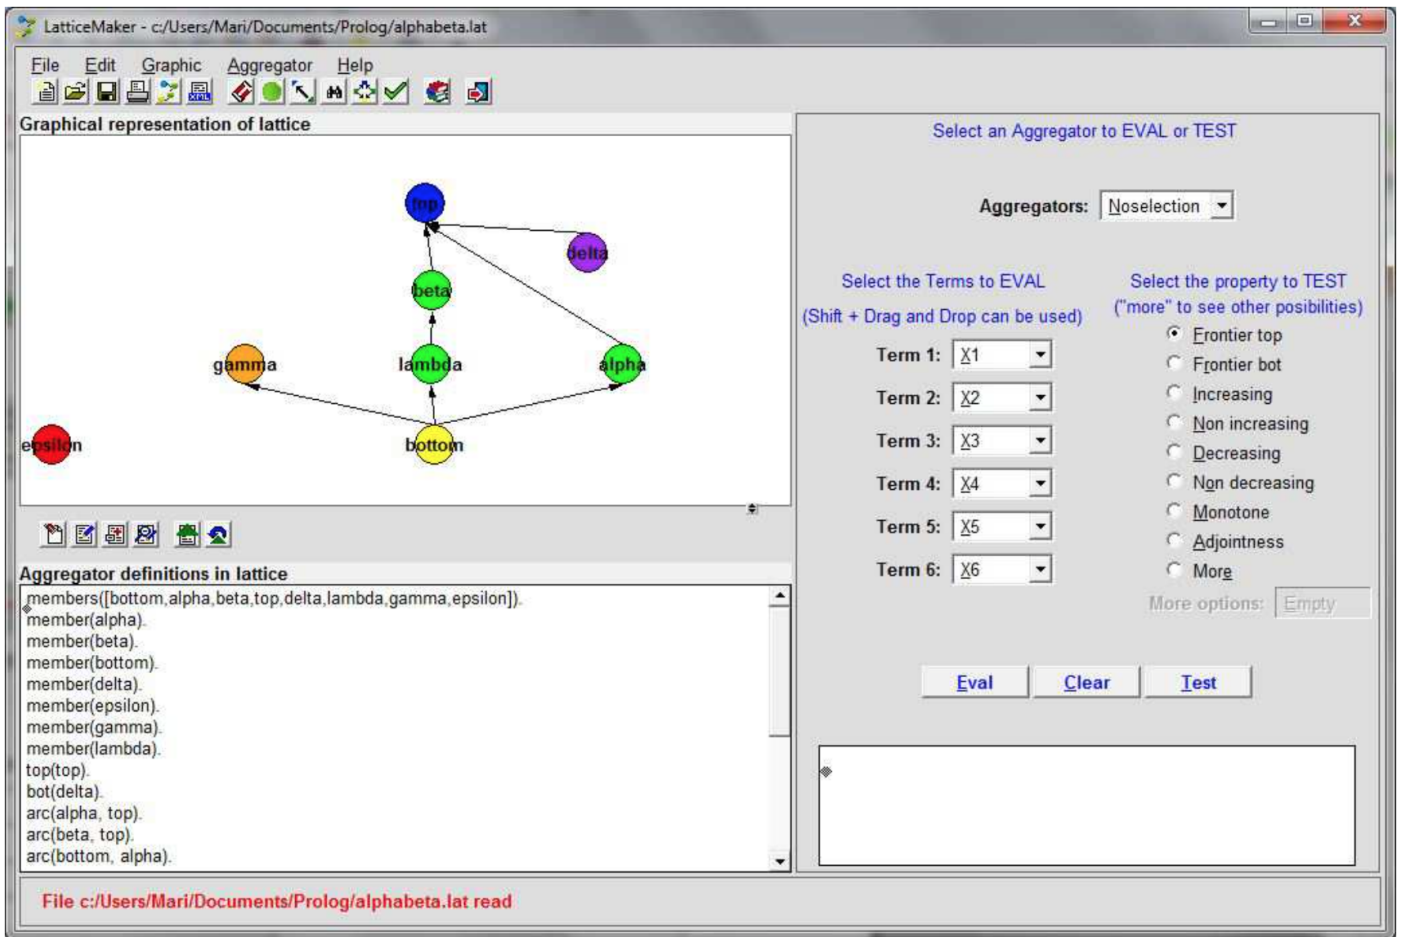 LatticeMaker - c:/Users/Mari/Documents/Prolog/alphabeta.lat
File Edit Graphic Aggregator Help
XML
Graphical representation of lattice
top
delta
beta
gamma
lambda
alpha
epsilon
bottom
Aggregator definitions in lattice
members([bottom,alpha,beta,top,delta,lambda,gamma,epsilon]).
member(alpha).
member(beta).
member(bottom).
member(delta).
member(epsilon).
member(gamma).
member(lambda).
top(top).
bot(delta).
arc(alpha, top).
arc(beta, top).
arc(bottom, alpha).
Select an Aggregator to EVAL or TEST
Aggregators: Noselection
Select the Terms to EVAL
(Shift + Drag and Drop can be used)
Term 1: X1
Term 2: X2
Term 3: X3
Term 4: X4
Term 5: X5
Term 6: X6
Select the property to TEST
("more" to see other posibilities)
Frontier top
Frontier bot
Increasing
Non increasing
Decreasing
Non decreasing
Monotone
Adjointness
More
More options: Empty
Eval Clear Test
File c:/Users/Mari/Documents/Prolog/alphabeta.lat read